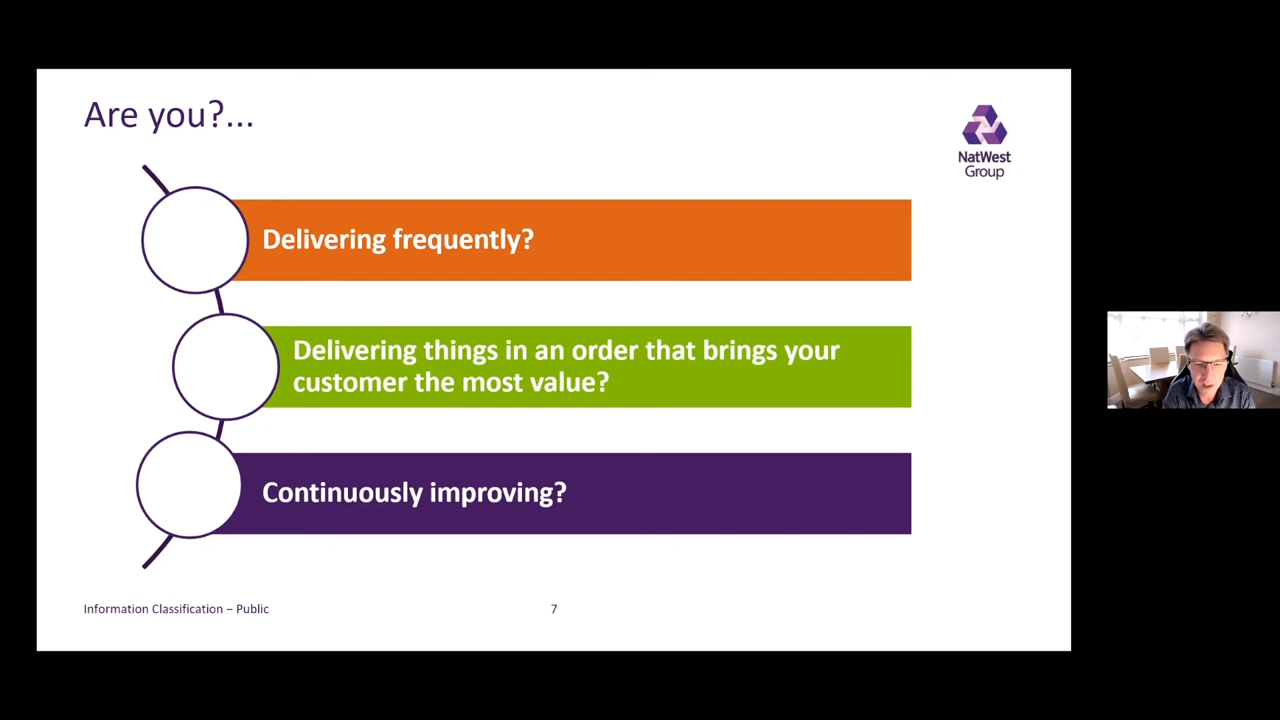 Are you?...
NatWest
Group
Delivering frequently?
Delivering things in an order that brings your
customer the most value?
Continuously improving?
Information Classification – Public
7